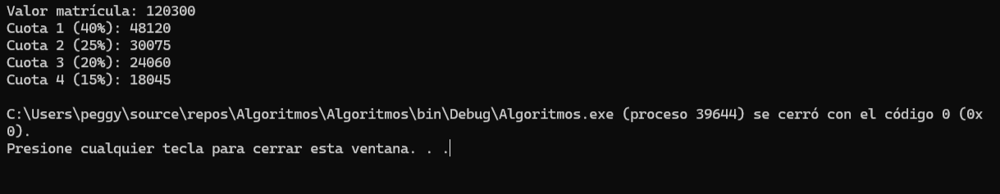 Valor matrícula: 120300
Cuota 1 (40%): 48120
Cuota 2 (25%): 30075
Cuota 3 (20%): 24060
Cuota 4 (15%): 18045
C:\Users\peggy\source\repos\Algoritmos\Algoritmos\bin\Debug\Algoritmos.exe (proceso 39644) se cerró con el código 0 (0x
0).
Presione cualquier tecla para cerrar esta ventana. . .